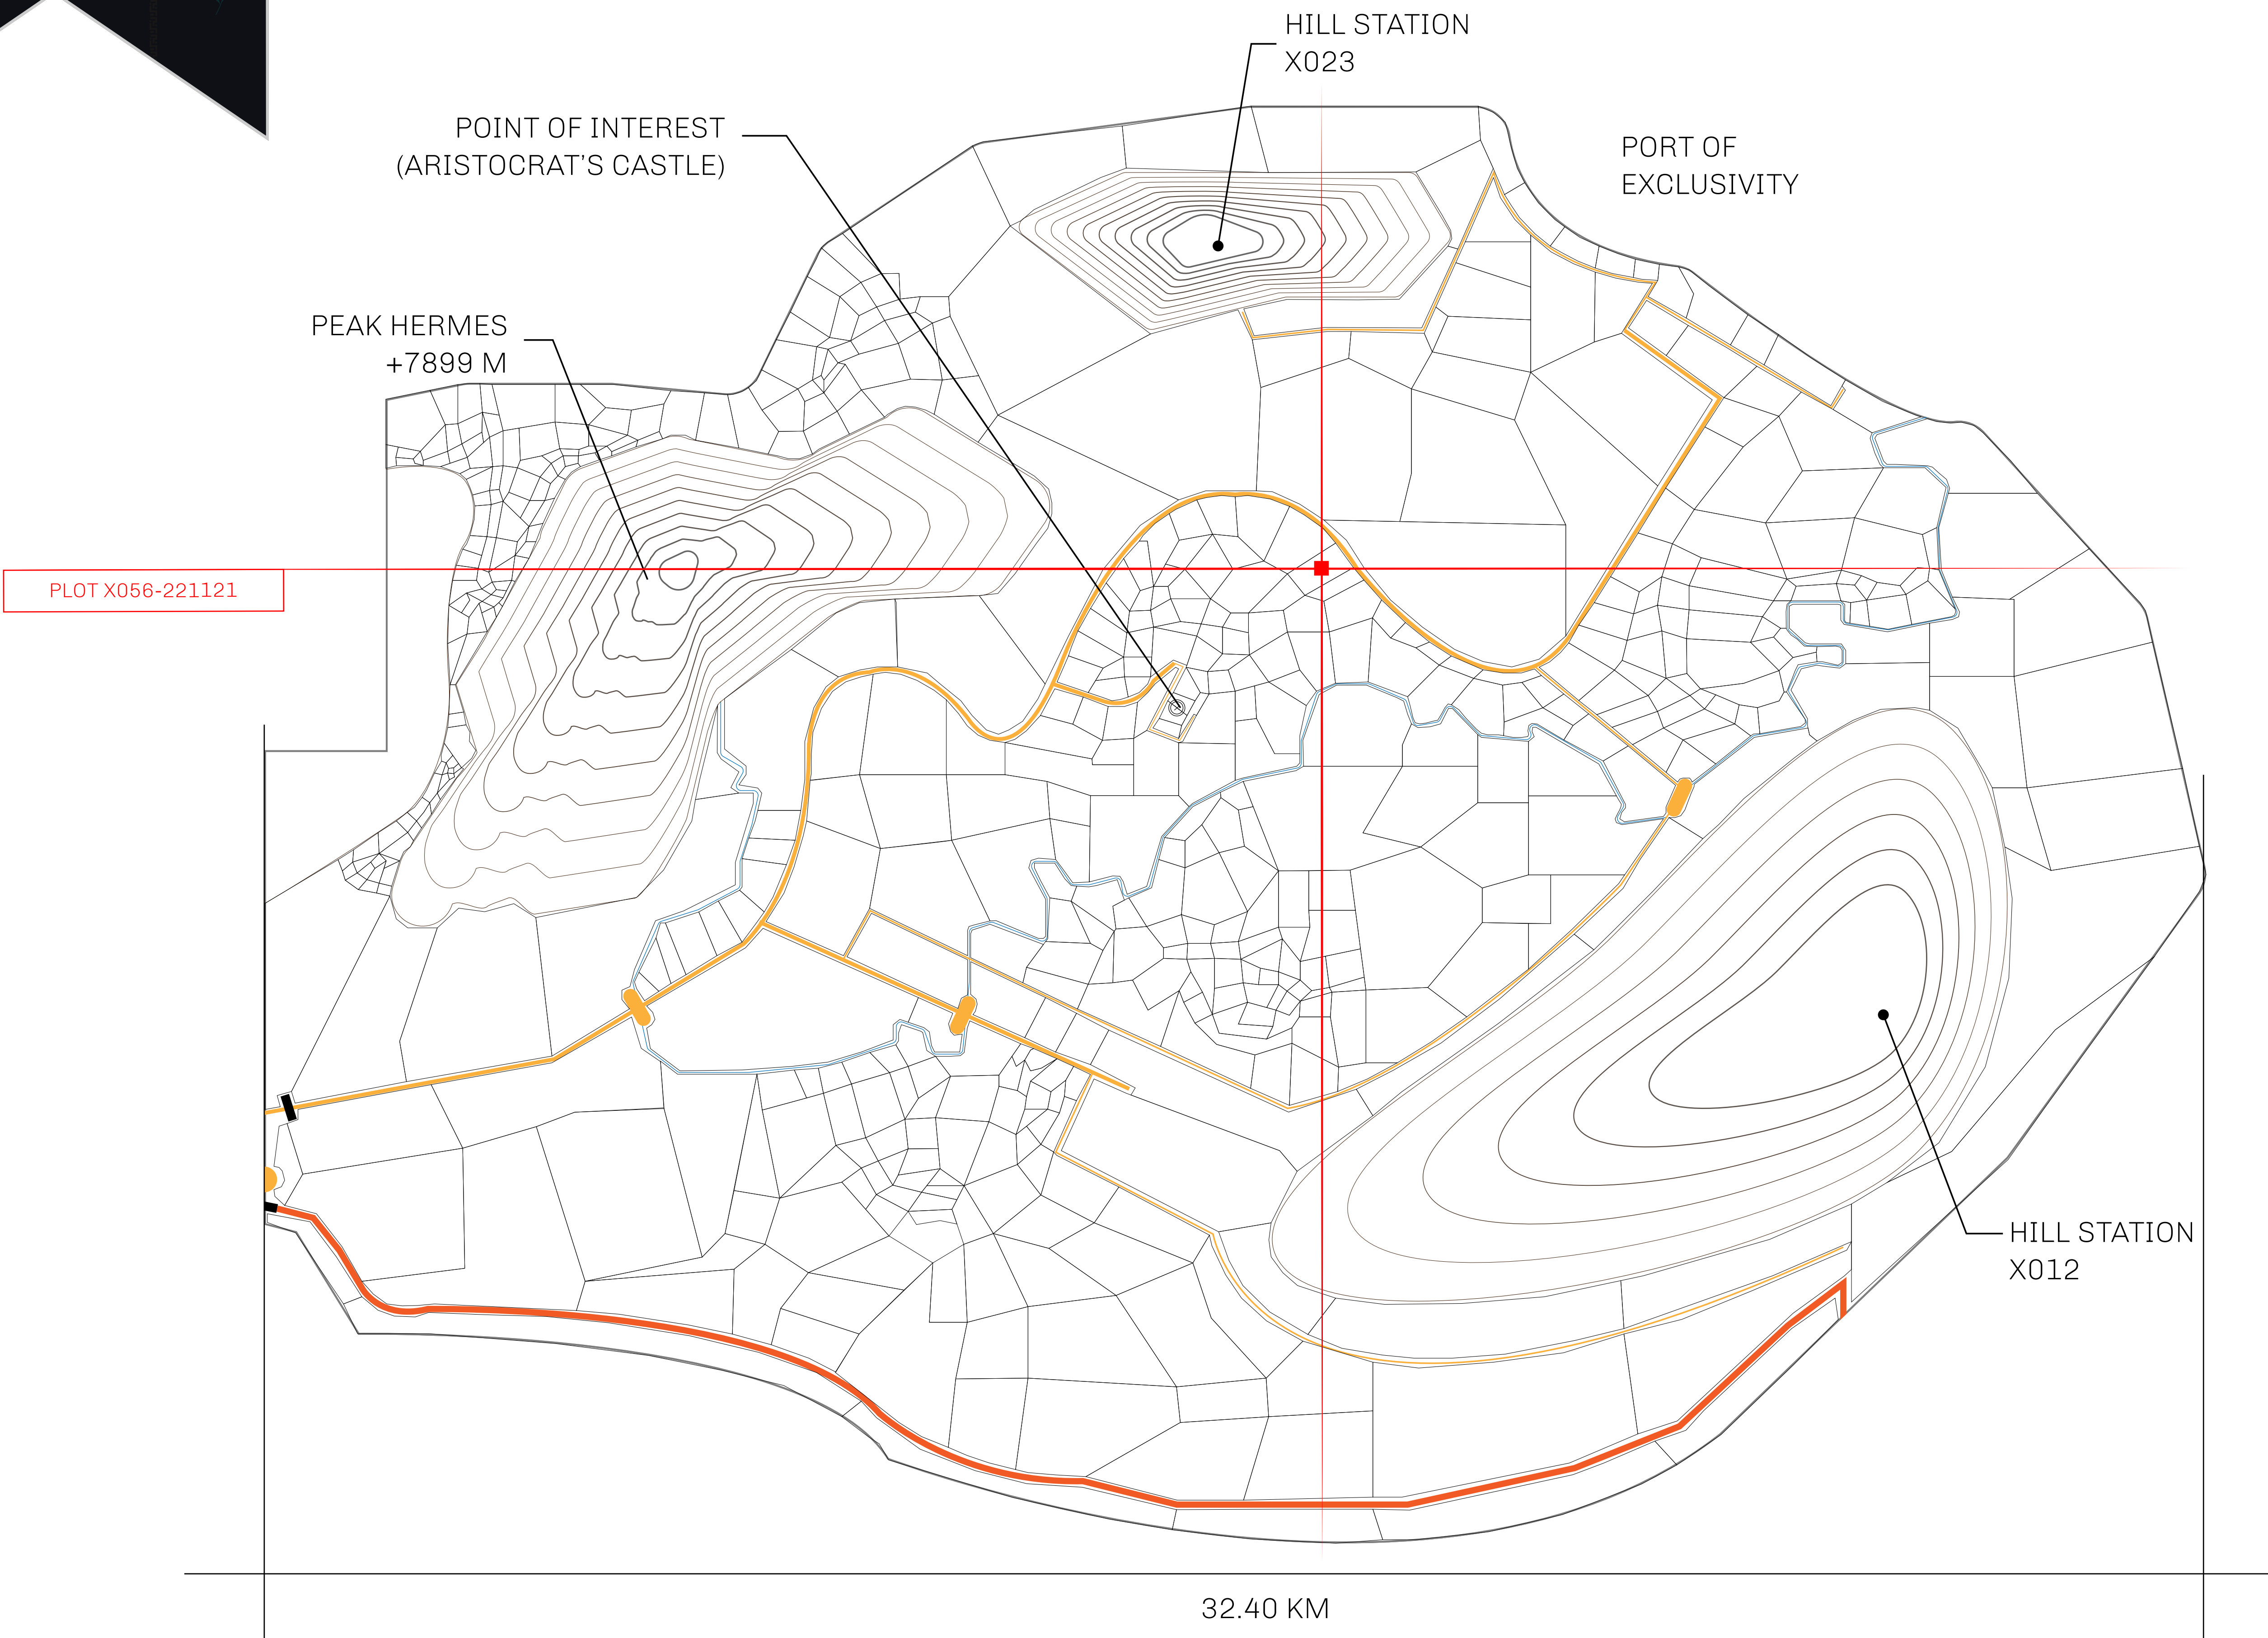 HILL STATION
X023
POINT OF INTEREST
(ARISTOCRAT'S CASTLE)
PORT OF
EXCLUSIVITY
PEAK HERMES
+7899 M
PLOT X056-221121
HILL STATION
X012
32.40 KM